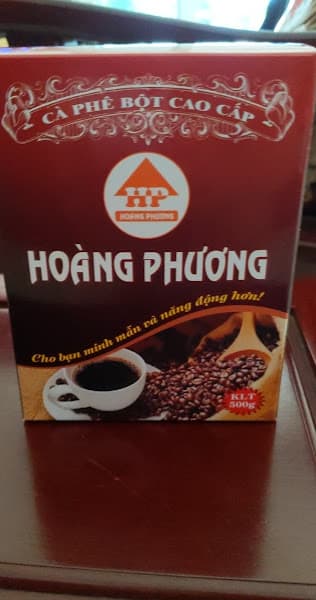 CÀ PHÊ BỘT CAO CẤP
HP
HOÀNG PHƯƠNG
HOÀNG PHƯƠNG
Cho bạn minh mẫn và năng động hơn!
KLT
500g